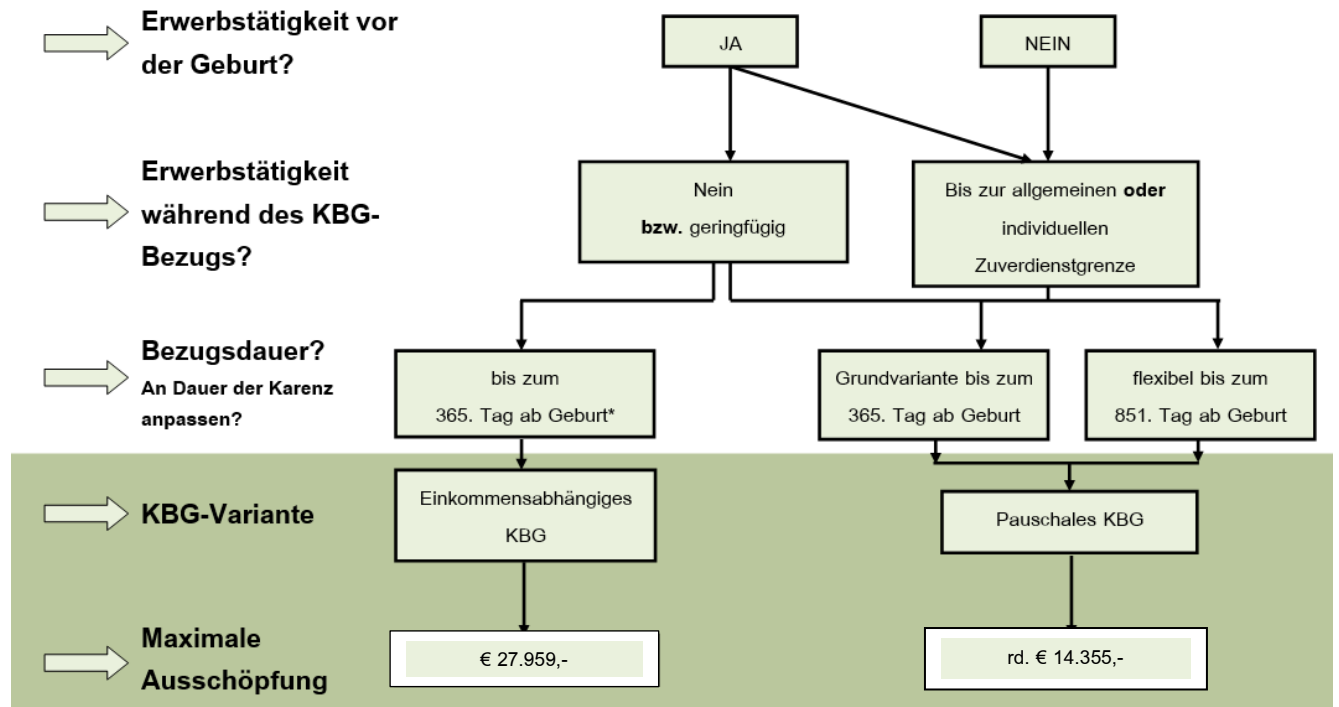 Erwerbstätigkeit vor
der Geburt?
JA
NEIN
Erwerbstätigkeit
während des KBG-
Bezugs?
Nein
bzw. geringfügig
Bis zur allgemeinen oder
individuellen
Zuverdienstgrenze
Bezugsdauer?
An Dauer der Karenz
anpassen?
bis zum
365. Tag ab Geburt*
Grundvariante bis zum
365. Tag ab Geburt
flexibel bis zum
851. Tag ab Geburt
KBG-Variante
Einkommensabhängiges
KBG
Pauschales KBG
Maximale
Ausschöpfung
€ 27.959,-
rd. € 14.355,-